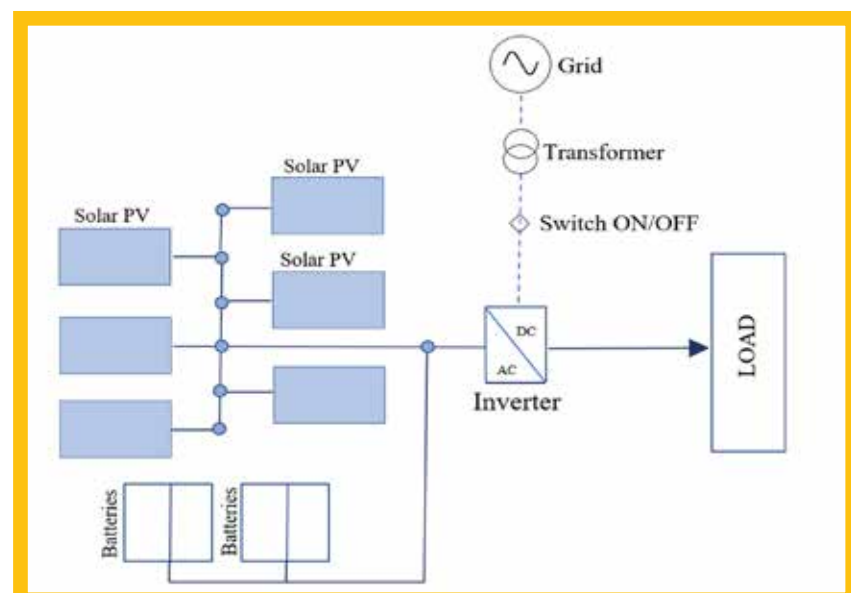 Grid
Transformer
Solar PV
Switch ON/OFF
Solar PV
Solar PV
DC
AC
Inverter
LOAD
Batteries
Batteries